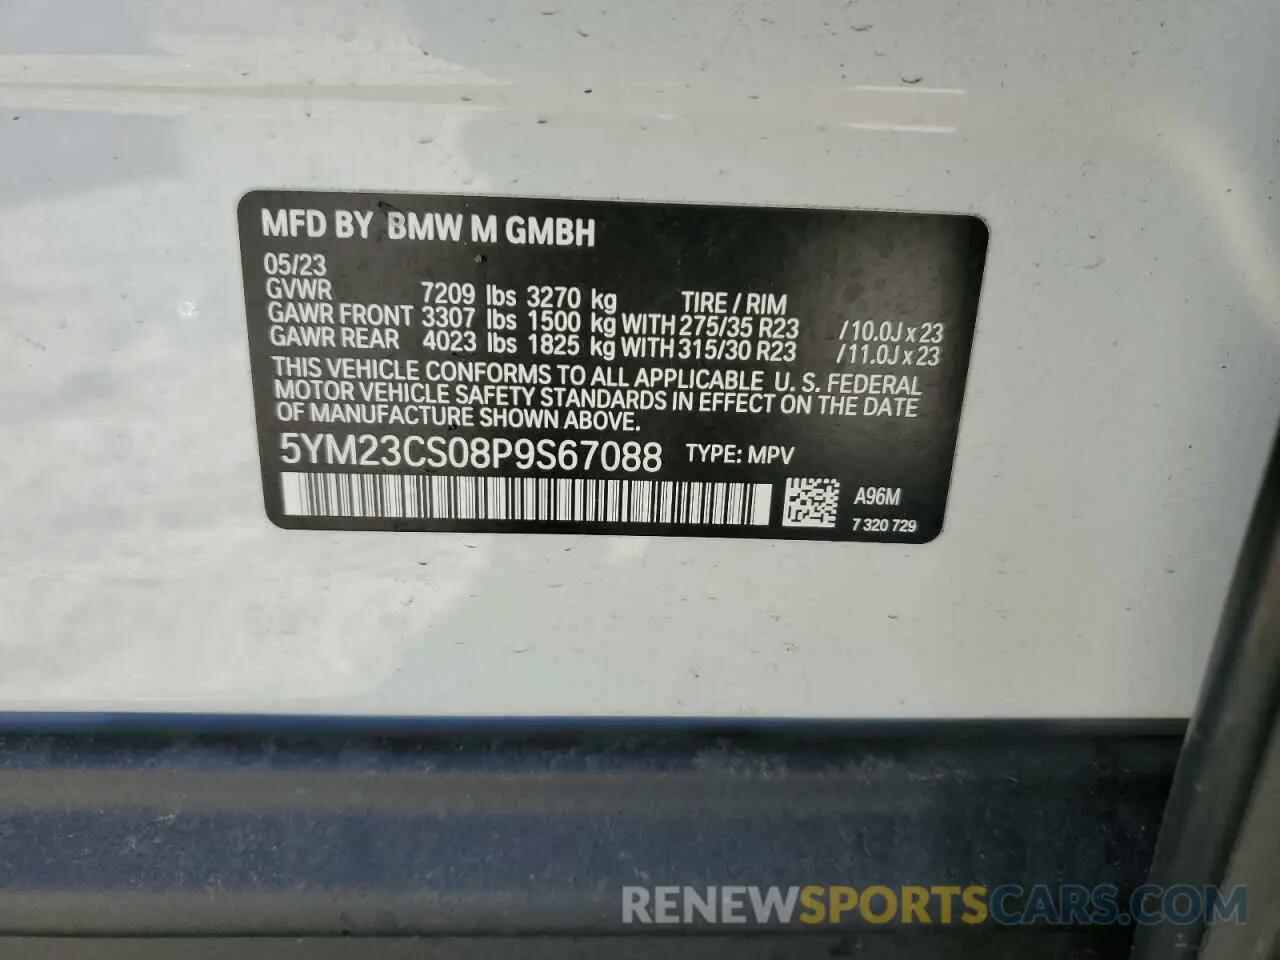 MFD BY BMW M GMBH
05/23
GVWR 7209 lbs 3270 kg TIRE / RIM
GAWR FRONT 3307 lbs 1500 kg WITH 275/35 R23 / 10.0J x 23
GAWR REAR 4023 lbs 1825 kg WITH 315/30 R23 / 11.0J x 23
THIS VEHICLE CONFORMS TO ALL APPLICABLE U. S. FEDERAL
MOTOR VEHICLE SAFETY STANDARDS IN EFFECT ON THE DATE
OF MANUFACTURE SHOWN ABOVE.
5YM23CS08P9S67088 TYPE: MPV
A96M
7 320 729
RENEWSPORTSCARS.COM